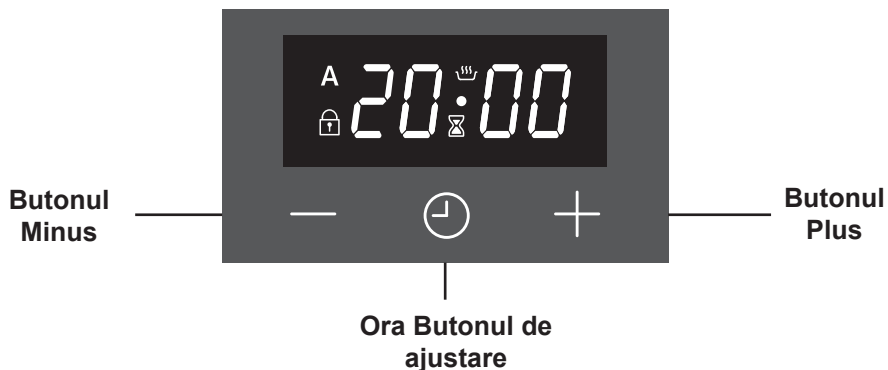 A 20:00
Butonul
Minus
Butonul
Plus
Ora Butonul de
ajustare